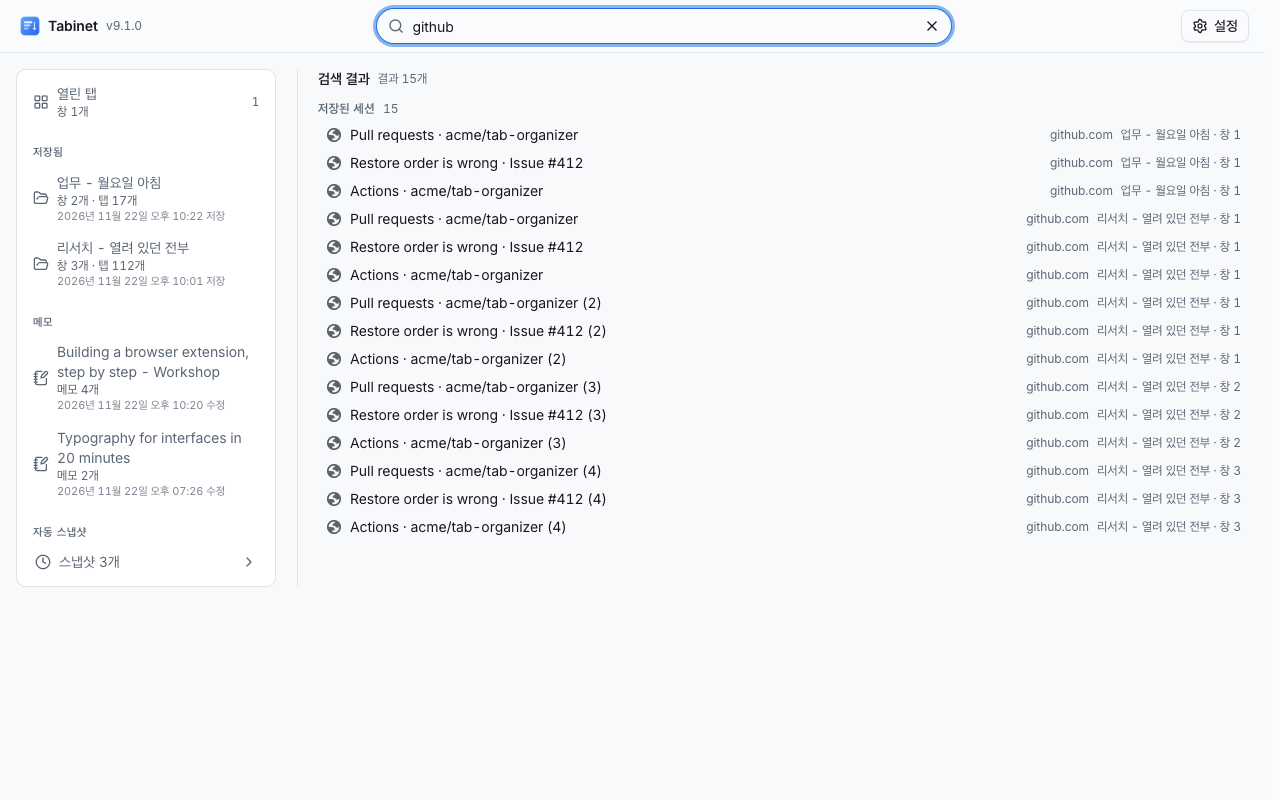 Tabinet v9.1.0
github
설정
열린 탭
창 1개
1
저장됨
업무 - 월요일 아침
창 2개 · 탭 17개
2026년 11월 22일 오후 10:22 저장
리서치 - 열려 있던 전부
창 3개 · 탭 112개
2026년 11월 22일 오후 10:01 저장
메모
Building a browser extension,
step by step - Workshop
메모 4개
2026년 11월 22일 오후 10:20 수정
Typography for interfaces in
20 minutes
메모 2개
2026년 11월 22일 오후 07:26 수정
자동 스냅샷
스냅샷 3개
검색 결과 결과 15개
저장된 세션 15
Pull requests · acme/tab-organizer github.com 업무 - 월요일 아침 · 창 1
Restore order is wrong · Issue #412 github.com 업무 - 월요일 아침 · 창 1
Actions · acme/tab-organizer github.com 업무 - 월요일 아침 · 창 1
Pull requests · acme/tab-organizer github.com 리서치 - 열려 있던 전부 · 창 1
Restore order is wrong · Issue #412 github.com 리서치 - 열려 있던 전부 · 창 1
Actions · acme/tab-organizer github.com 리서치 - 열려 있던 전부 · 창 1
Pull requests · acme/tab-organizer (2) github.com 리서치 - 열려 있던 전부 · 창 1
Restore order is wrong · Issue #412 (2) github.com 리서치 - 열려 있던 전부 · 창 1
Actions · acme/tab-organizer (2) github.com 리서치 - 열려 있던 전부 · 창 1
Pull requests · acme/tab-organizer (3) github.com 리서치 - 열려 있던 전부 · 창 2
Restore order is wrong · Issue #412 (3) github.com 리서치 - 열려 있던 전부 · 창 2
Actions · acme/tab-organizer (3) github.com 리서치 - 열려 있던 전부 · 창 2
Pull requests · acme/tab-organizer (4) github.com 리서치 - 열려 있던 전부 · 창 3
Restore order is wrong · Issue #412 (4) github.com 리서치 - 열려 있던 전부 · 창 3
Actions · acme/tab-organizer (4) github.com 리서치 - 열려 있던 전부 · 창 3